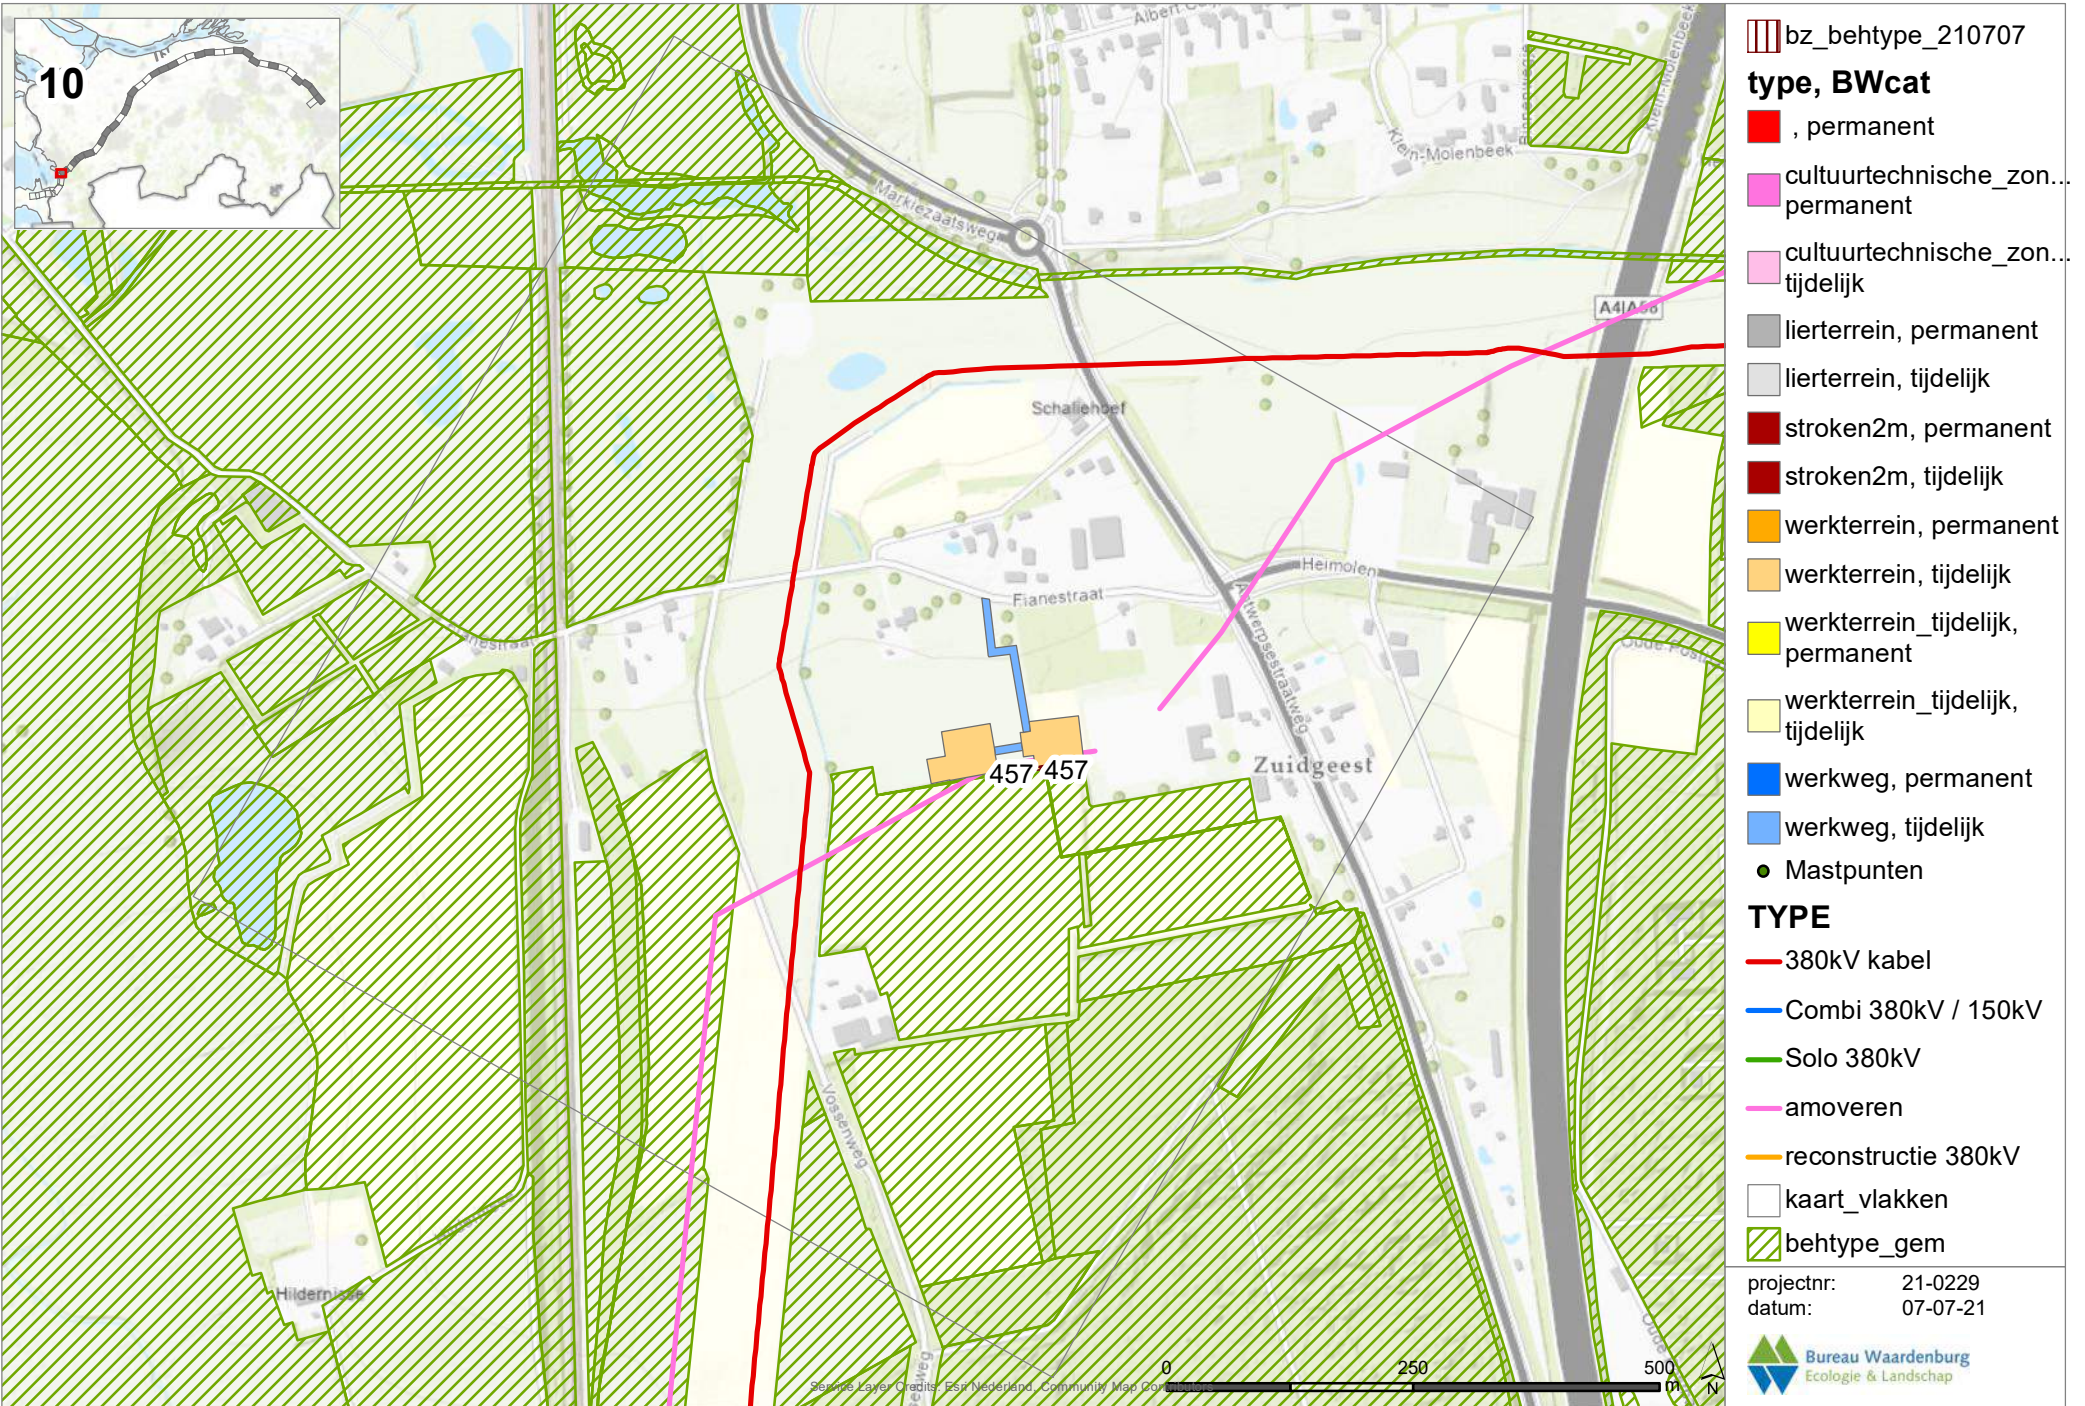 10
Markiezaatsweg
Klein-Molenbeek
Klein-Molenbeek
A4|A58
Schaliehoef
Heimolen
Fianestraat
Fianestraat
Antwerpsestraatweg
Zuidgeest
457
457
Vossenweg
Hildernisse
Service Layer Credits: Esri Nederland, Community Map Contributors
0
250
500
m
N
bz_behtype_210707
type, BWcat
, permanent
cultuurtechnische_zon...
permanent
cultuurtechnische_zon...
tijdelijk
lierterrein, permanent
lierterrein, tijdelijk
stroken2m, permanent
stroken2m, tijdelijk
werkterrein, permanent
werkterrein, tijdelijk
werkterrein_tijdelijk,
permanent
werkterrein_tijdelijk,
tijdelijk
werkweg, permanent
werkweg, tijdelijk
Mastpunten
TYPE
380kV kabel
Combi 380kV / 150kV
Solo 380kV
amoveren
reconstructie 380kV
kaart_vlakken
behtype_gem
projectnr: 21-0229
datum: 07-07-21
Bureau Waardenburg
Ecologie & Landschap